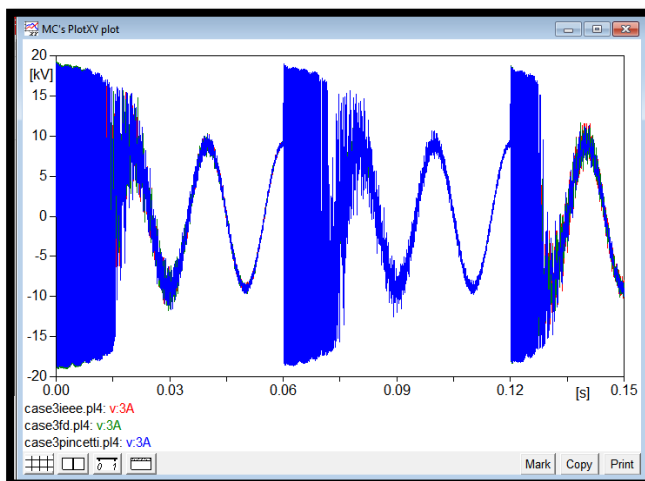 MC's PlotXY plot
20
[kV]
15
10
5
0
-5
-10
-15
-20
0.00 0.03 0.06 0.09 0.12 [s] 0.15
case3ieee.pl4: v:3A
case3fd.pl4: v:3A
case3pincetti.pl4: v:3A
Mark Copy Print